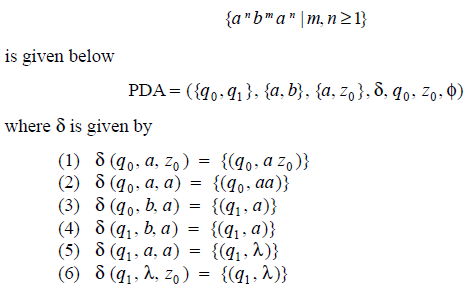 {aⁿbᵐaⁿ | m, n ≥ 1}
is given below
PDA = ({q₀, q₁}, {a, b}, {a, z₀}, δ, q₀, z₀, ϕ)
where δ is given by
(1) δ (q₀, a, z₀) = {(q₀, a z₀)}
(2) δ (q₀, a, a) = {(q₀, aa)}
(3) δ (q₀, b, a) = {(q₁, a)}
(4) δ (q₁, b, a) = {(q₁, a)}
(5) δ (q₁, a, a) = {(q₁, λ)}
(6) δ (q₁, λ, z₀) = {(q₁, λ)}